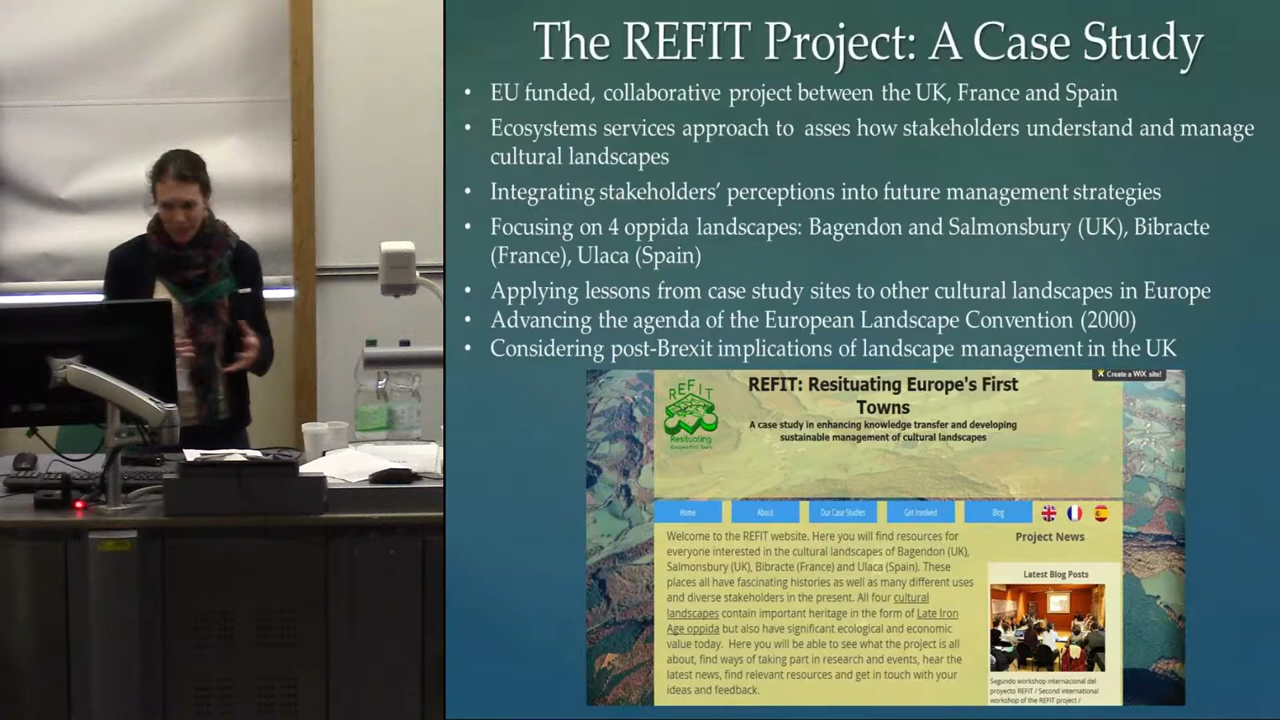 The REFIT Project: A Case Study
• EU funded, collaborative project between the UK, France and Spain
• Ecosystems services approach to asses how stakeholders understand and manage
cultural landscapes
• Integrating stakeholders' perceptions into future management strategies
• Focusing on 4 oppida landscapes: Bagendon and Salmonsbury (UK), Bibracte
(France), Ulaca (Spain)
• Applying lessons from case study sites to other cultural landscapes in Europe
• Advancing the agenda of the European Landscape Convention (2000)
• Considering post-Brexit implications of landscape management in the UK
Create a WiX site!
REFIT
Resituating
Europe's First Towns
REFIT: Resituating Europe's First
Towns
A case study in enhancing knowledge transfer and developing
sustainable management of cultural landscapes
Home About Our Case Studies Get Involved Blog
Welcome to the REFIT website. Here you will find resources for
everyone interested in the cultural landscapes of Bagendon (UK),
Salmonsbury (UK), Bibracte (France) and Ulaca (Spain). These
places all have fascinating histories as well as many different uses
and diverse stakeholders in the present. All four cultural
landscapes contain important heritage in the form of Late Iron
Age oppida but also have significant ecological and economic
value today. Here you will be able to see what the project is all
about, find ways of taking part in research and events, hear the
latest news, find relevant resources and get in touch with your
ideas and feedback.
Project News
Latest Blog Posts
Segundo workshop internacional del
proyecto REFIT / Second international
workshop of the REFIT project /